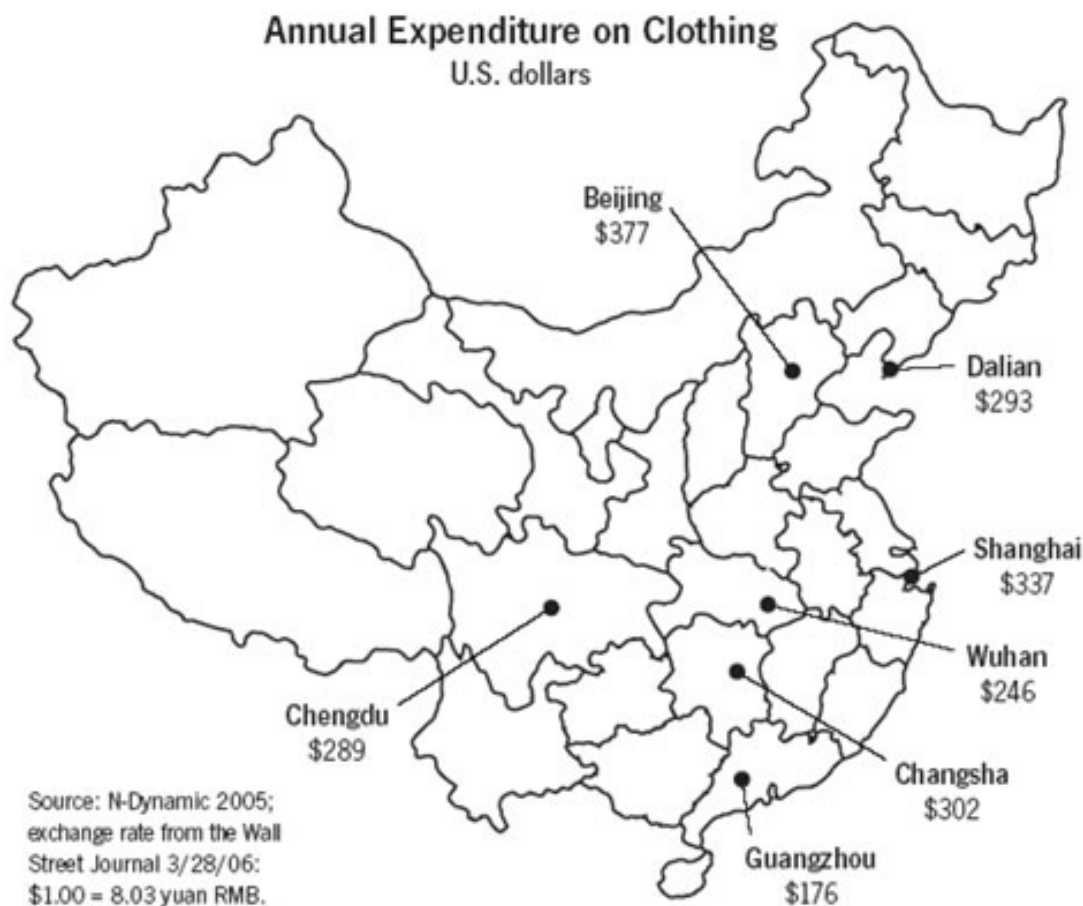 Annual Expenditure on Clothing
U.S. dollars
Beijing
$377
Dalian
$293
Shanghai
$337
Wuhan
$246
Chengdu
$289
Changsha
$302
Guangzhou
$176
Source: N-Dynamic 2005;
exchange rate from the Wall
Street Journal 3/28/06:
$1.00 = 8.03 yuan RMB.